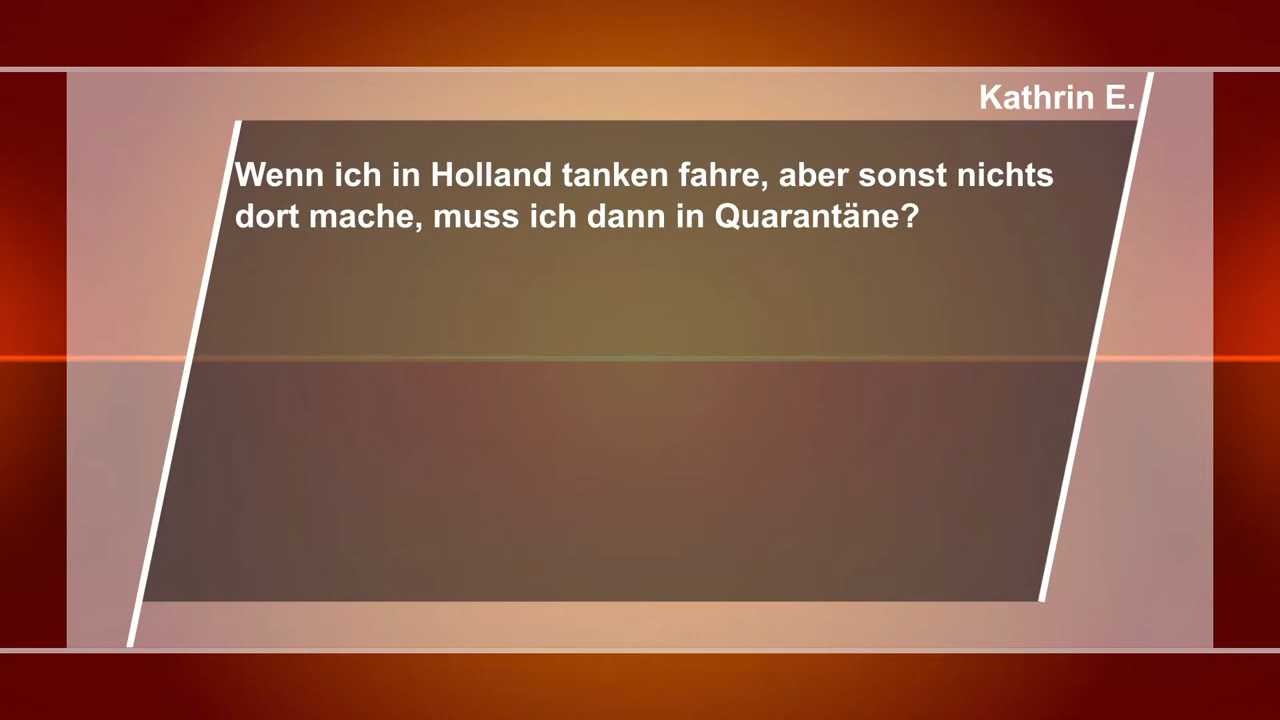 Kathrin E.
Wenn ich in Holland tanken fahre, aber sonst nichts
dort mache, muss ich dann in Quarantäne?